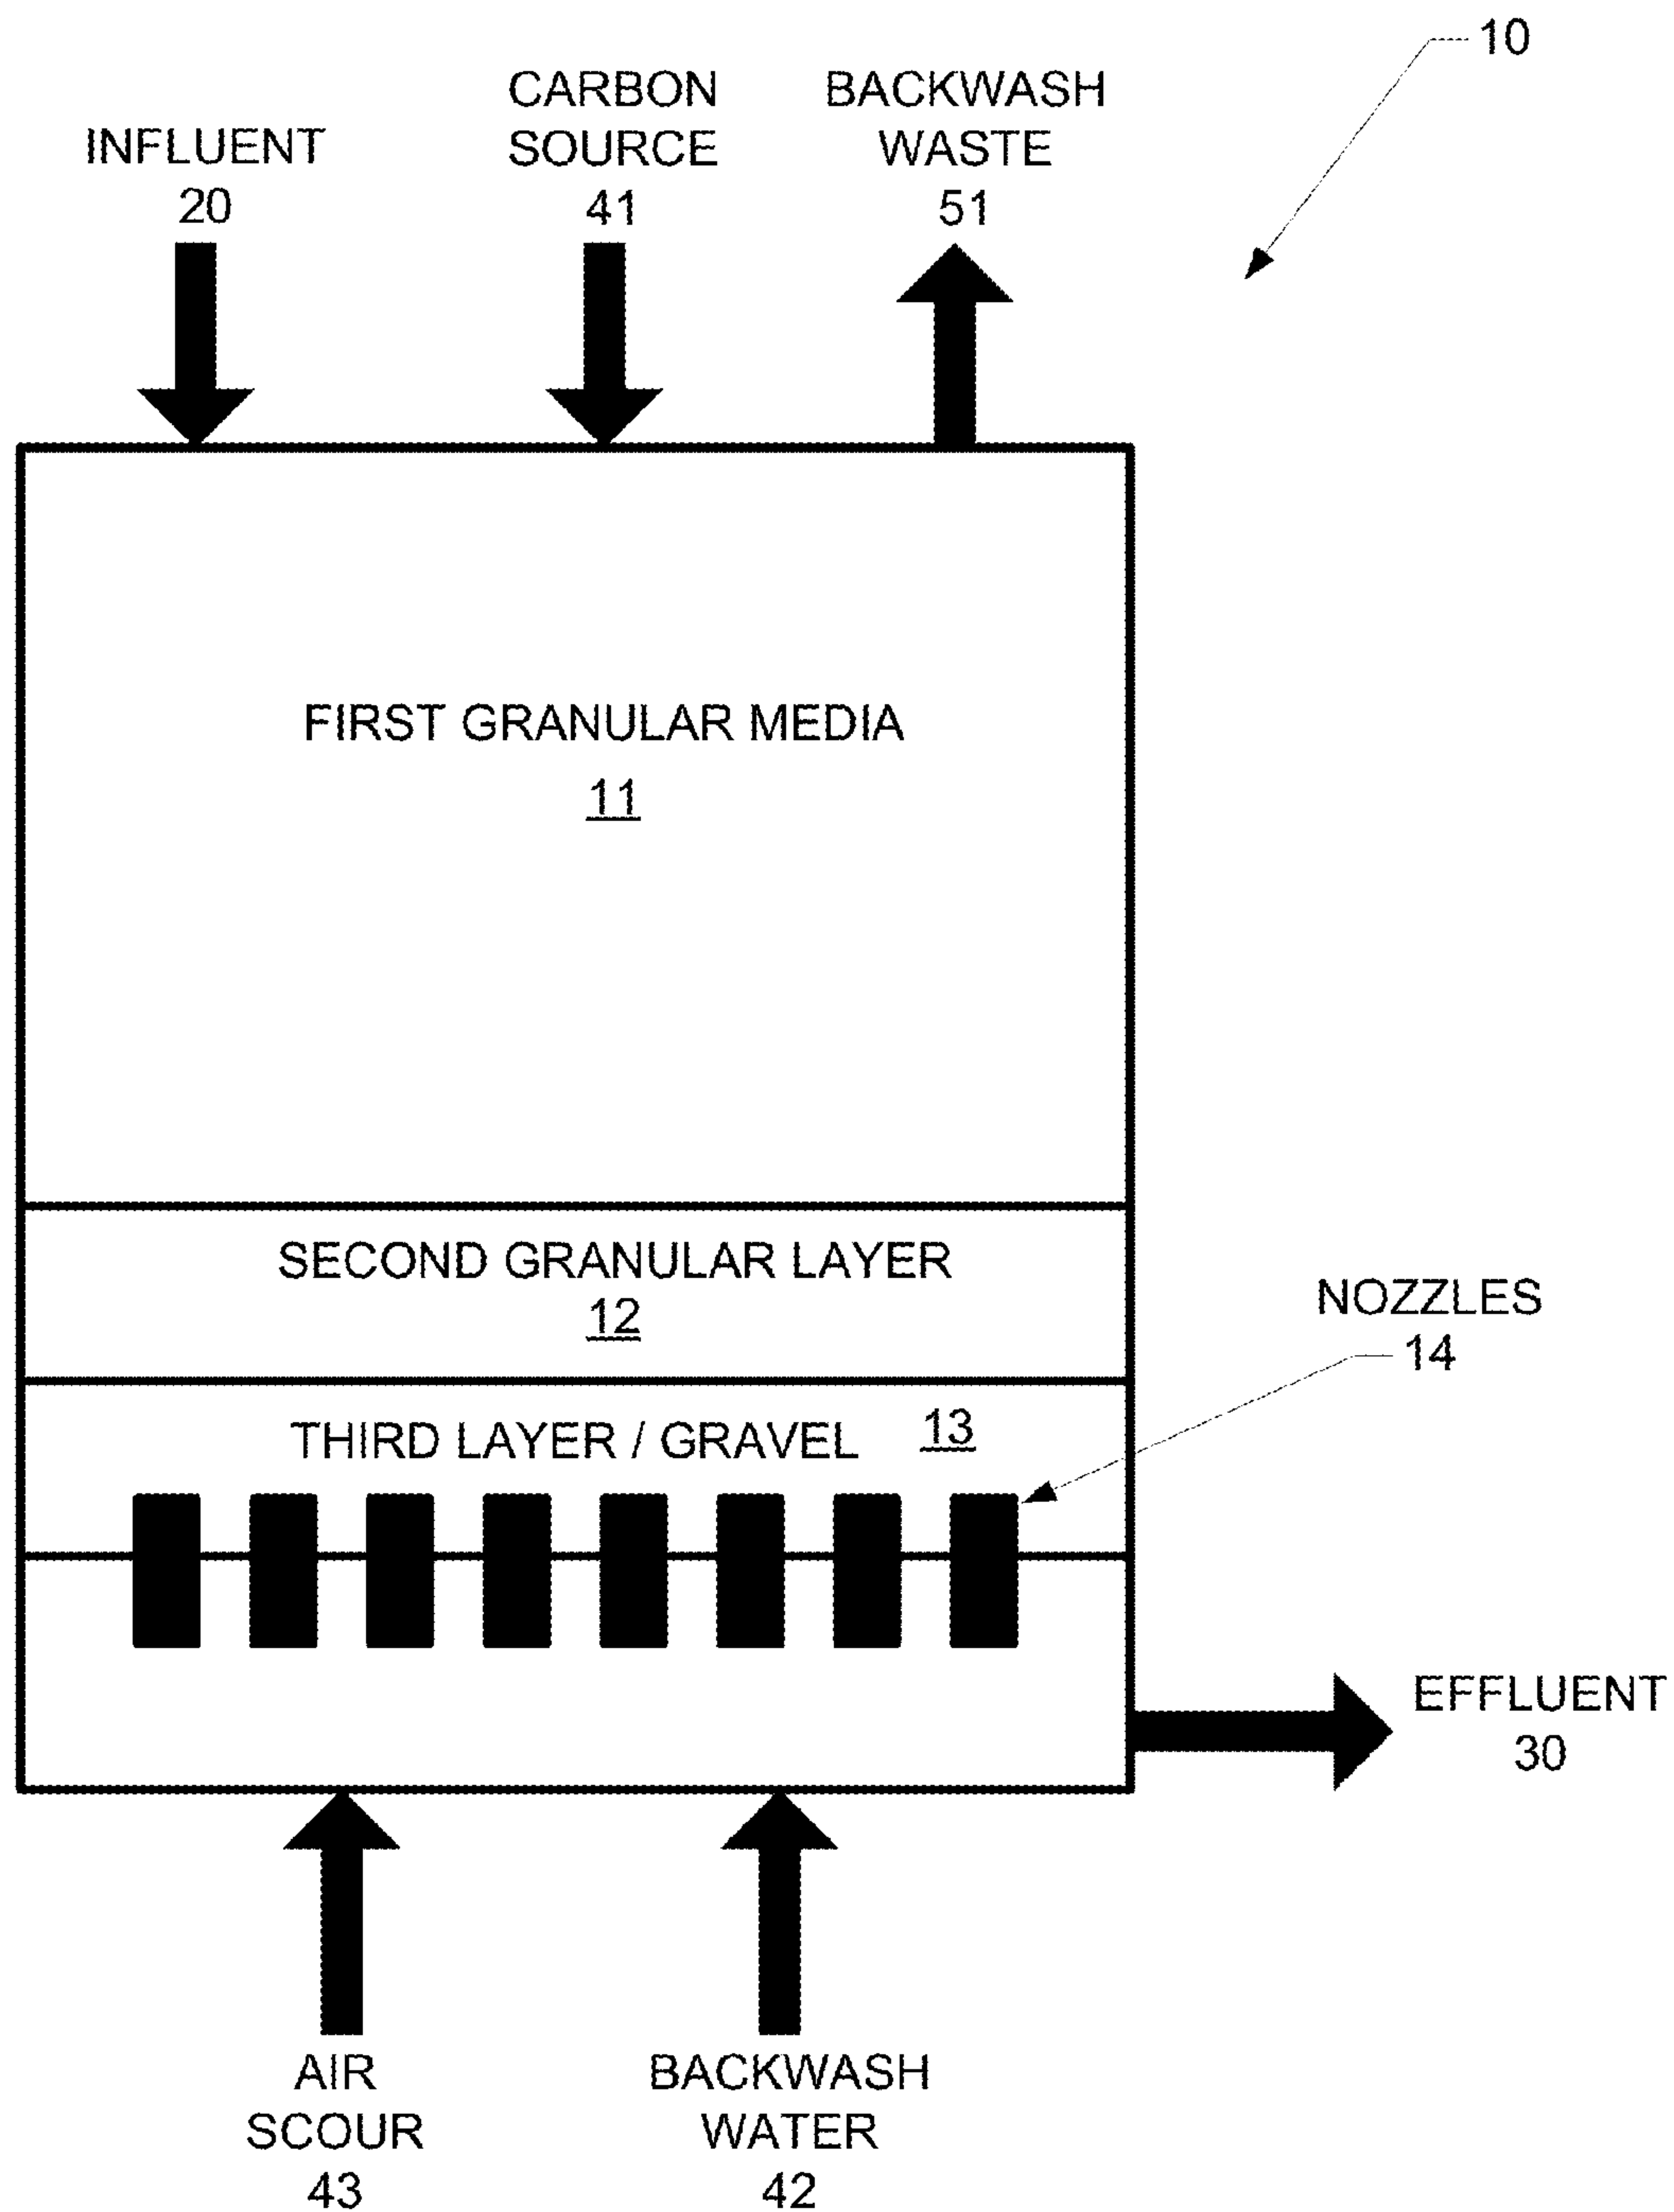 10
INFLUENT
20
CARBON
SOURCE
41
BACKWASH
WASTE
51
FIRST GRANULAR MEDIA
11
SECOND GRANULAR LAYER
12
NOZZLES
14
THIRD LAYER / GRAVEL 13
EFFLUENT
30
AIR
SCOUR
43
BACKWASH
WATER
42